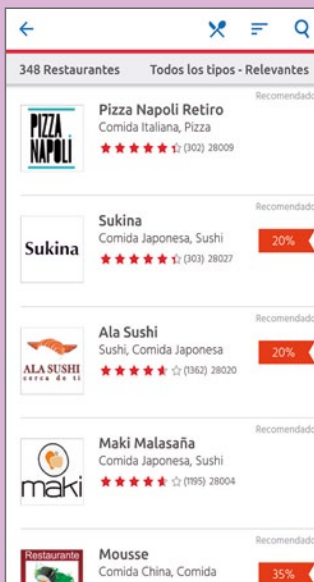 348 Restaurantes Todos los tipos - Relevantes
Recomendado
PIZZA
NAPOLI
Pizza Napoli Retiro
Comida Italiana, Pizza
(302) 28009
Recomendado
Sukina
Sukina
Comida Japonesa, Sushi
(303) 28027
20%
Recomendado
ALA SUSHI
cerca de ti
Ala Sushi
Sushi, Comida Japonesa
(1362) 28020
20%
Recomendado
maki
Maki Malasaña
Comida Japonesa, Sushi
(1195) 28004
Recomendado
Restaurante
Mousse
Comida China, Comida
35%